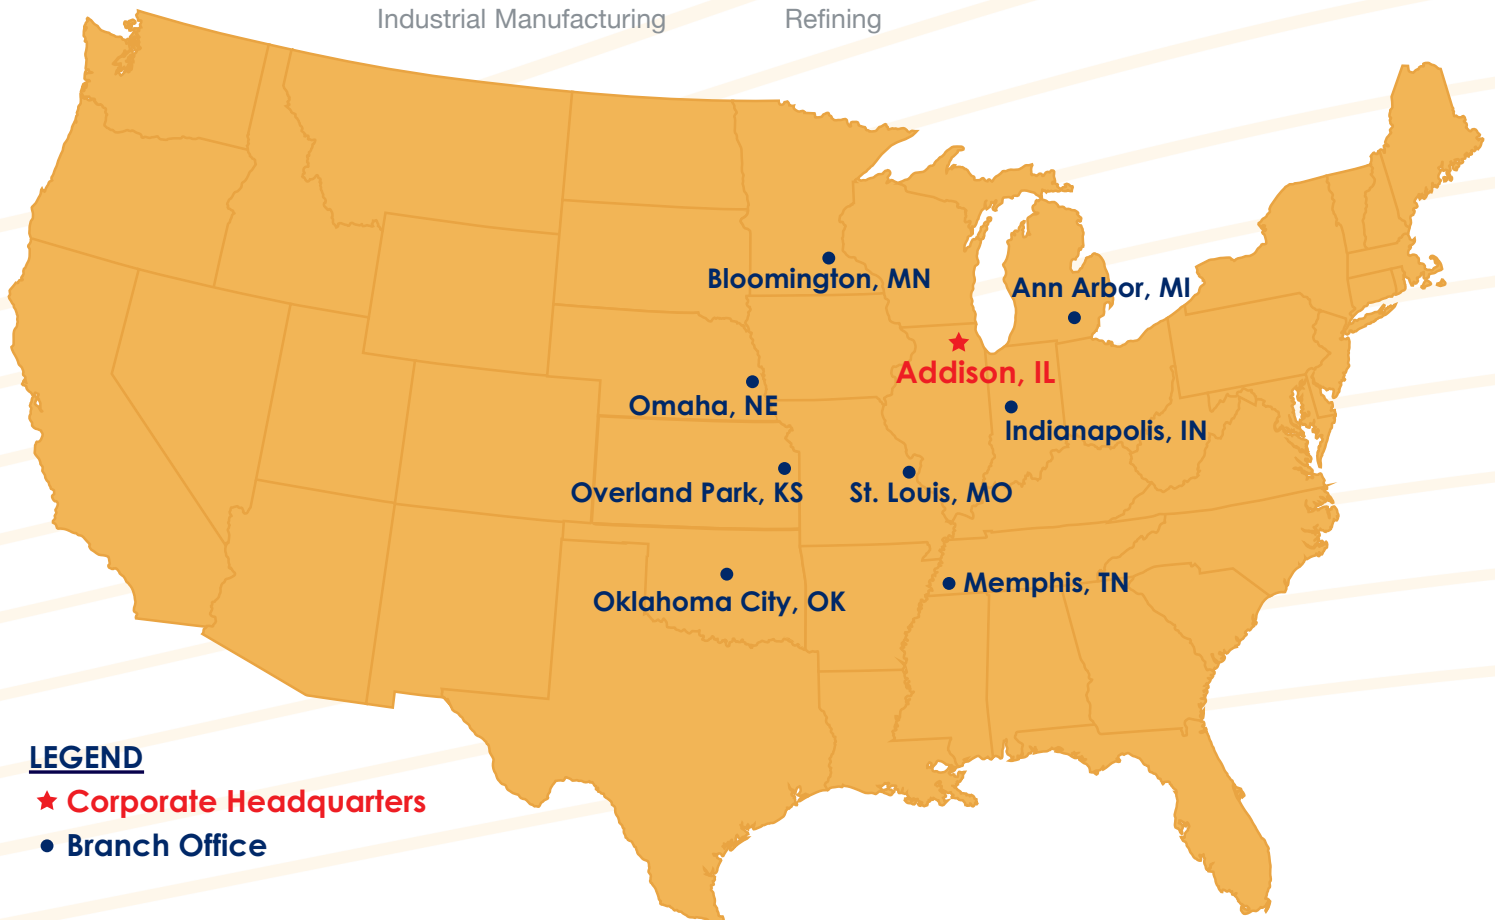 Industrial Manufacturing
Refining
Bloomington, MN
Ann Arbor, MI
Addison, IL
Omaha, NE
Indianapolis, IN
Overland Park, KS
St. Louis, MO
Memphis, TN
Oklahoma City, OK
LEGEND
Corporate Headquarters
Branch Office